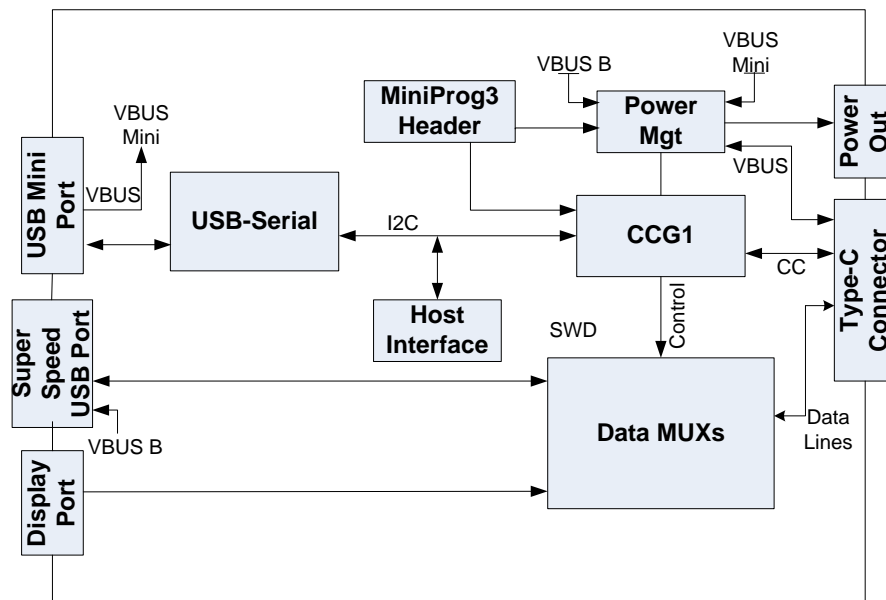 VBUS B
VBUS
Mini
MiniProg3
Header
Power
Mgt
Power
Out
VBUS
Mini
VBUS
USB Mini
Port
VBUS
USB-Serial
I2C
CCG1
CC
Type-C
Connector
Host
Interface
SWD
Control
Super
Speed
USB Port
VBUS B
Data MUXs
Data
Lines
Display
Port